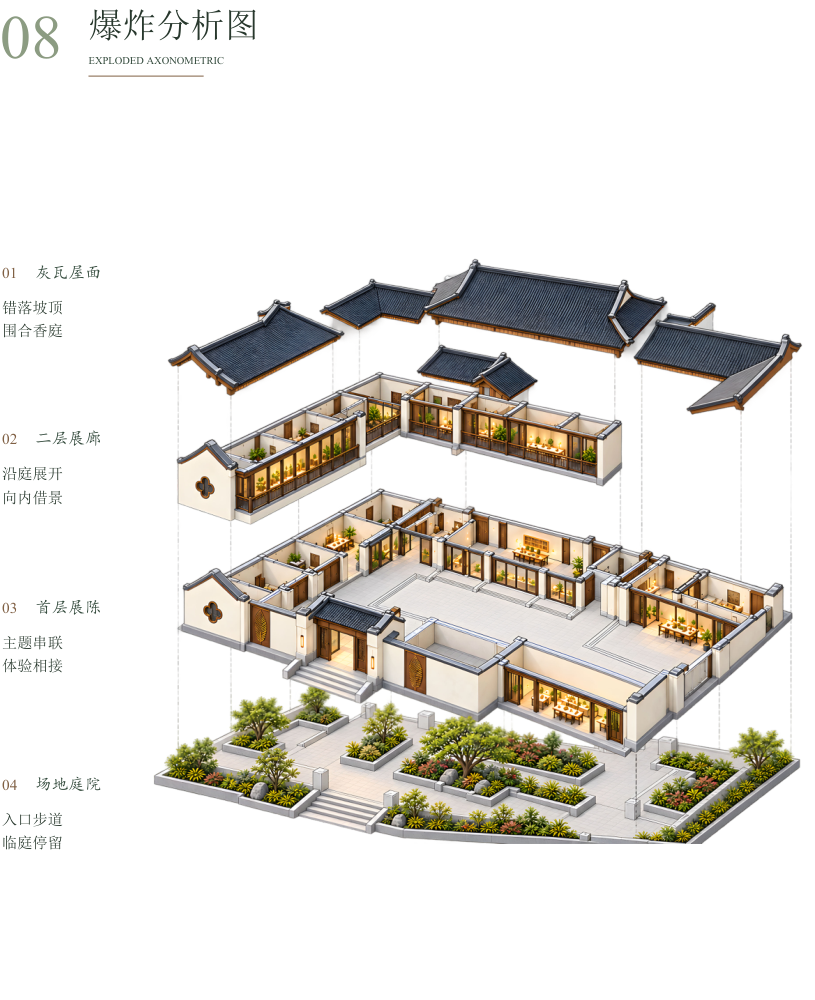 08
爆炸分析图
EXPLODED AXONOMETRIC
01 灰瓦屋面
错落坡顶
围合香庭
02 二层展廊
沿庭展开
向内借景
03 首层展陈
主题串联
体验相接
04 场地庭院
入口步道
临庭停留